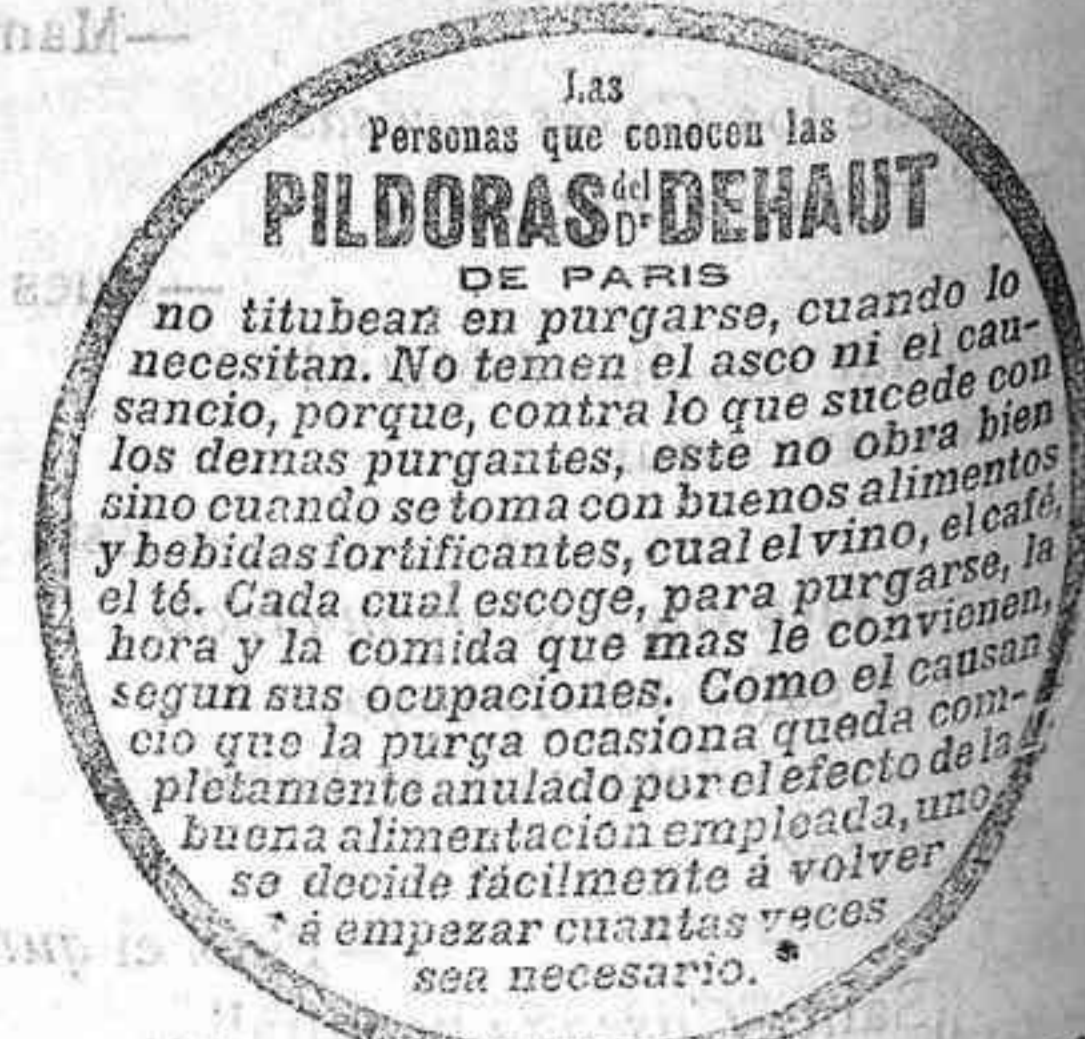 Las
Personas que conocen las
PILDORAS del Dr DEHAUT
DE PARIS
no titubean en purgarse, cuando lo
necesitan. No temen el asco ni el cau-
sancio, porque, contra lo que sucede con
los demas purgantes, este no obra bien
sino cuando se toma con buenos alimentos
y bebidas fortificantes, cual el vino, el café,
el té. Cada cual escoge, para purgarse, la
hora y la comida que mas le convienen,
segun sus ocupaciones. Como el causan
cio que la purga ocasiona queda com-
pletamente anulado por el efecto de la
buena alimentacion empleada, uno
se decide fácilmente á volver
á empezar cuantas veces
sea necesario.